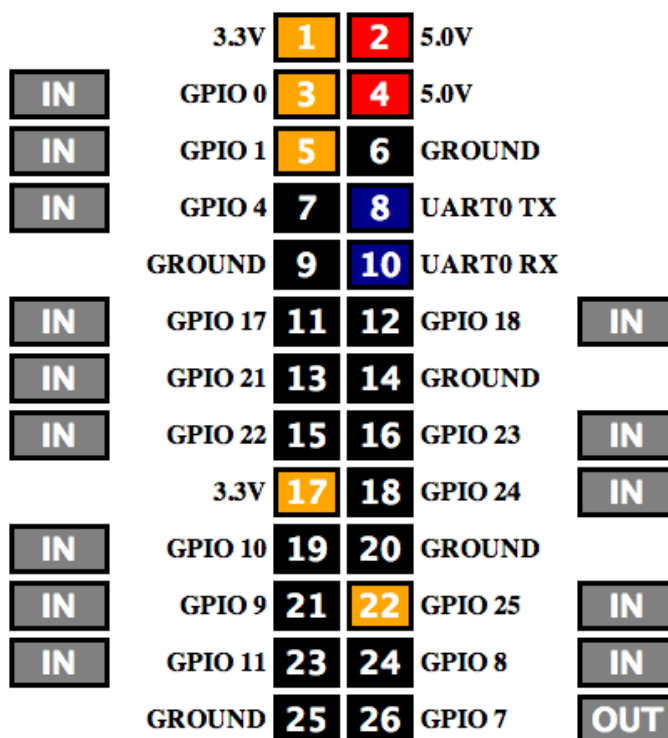 3.3V 1 2 5.0V
IN GPIO 0 3 4 5.0V
IN GPIO 1 5 6 GROUND
IN GPIO 4 7 8 UART0 TX
GROUND 9 10 UART0 RX
IN GPIO 17 11 12 GPIO 18 IN
IN GPIO 21 13 14 GROUND
IN GPIO 22 15 16 GPIO 23 IN
3.3V 17 18 GPIO 24 IN
IN GPIO 10 19 20 GROUND
IN GPIO 9 21 22 GPIO 25 IN
IN GPIO 11 23 24 GPIO 8 IN
GROUND 25 26 GPIO 7 OUT